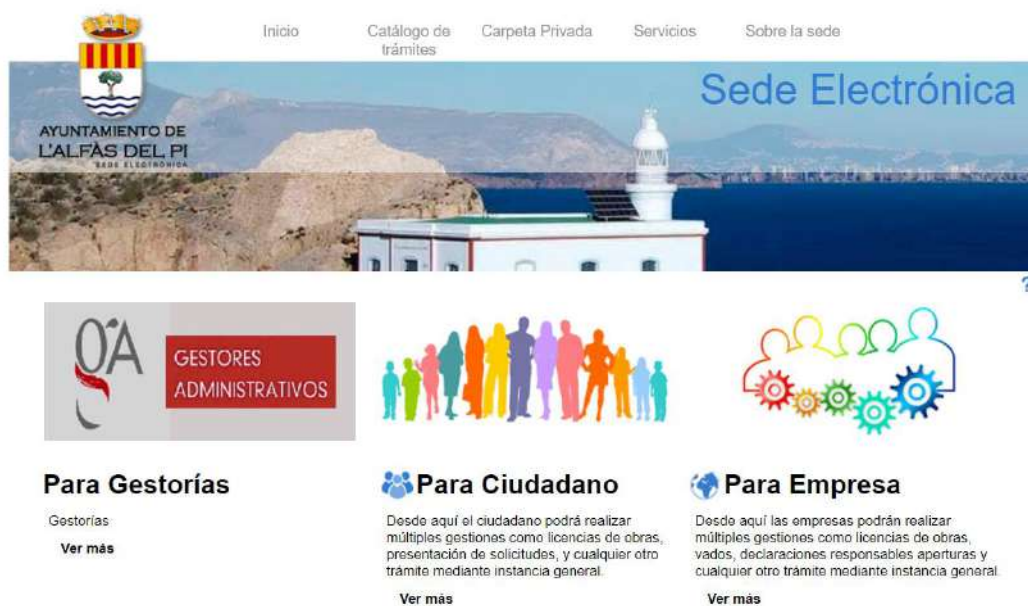 Inicio
Catálogo de
trámites
Carpeta Privada
Servicios
Sobre la sede
Sede Electrónica
AYUNTAMIENTO DE
L'ALFÀS DEL PI
SEDE ELECTRÓNICA
?
gA
GESTORES
ADMINISTRATIVOS
Para Gestorías
Gestorías
Ver más
Para Ciudadano
Desde aquí el ciudadano podrá realizar
múltiples gestiones como licencias de obras,
presentación de solicitudes, y cualquier otro
trámite mediante instancia general.
Ver más
Para Empresa
Desde aquí las empresas podrán realizar
múltiples gestiones como licencias de obras,
vados, declaraciones responsables aperturas y
cualquier otro trámite mediante instancia general.
Ver más